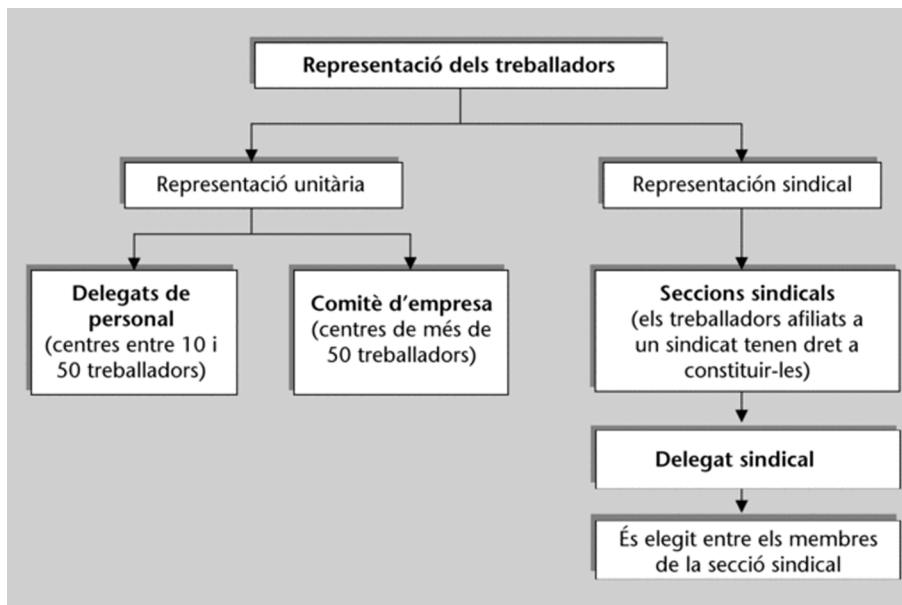 Representació dels treballadors
Representació unitària
Representación sindical
Delegats de
personal
(centres entre 10 i
50 treballadors)
Comitè d’empresa
(centres de més de
50 treballadors)
Seccions sindicals
(els treballadors afiliats a
un sindicat tenen dret a
constituir-les)
Delegat sindical
És elegit entre els membres
de la secció sindical